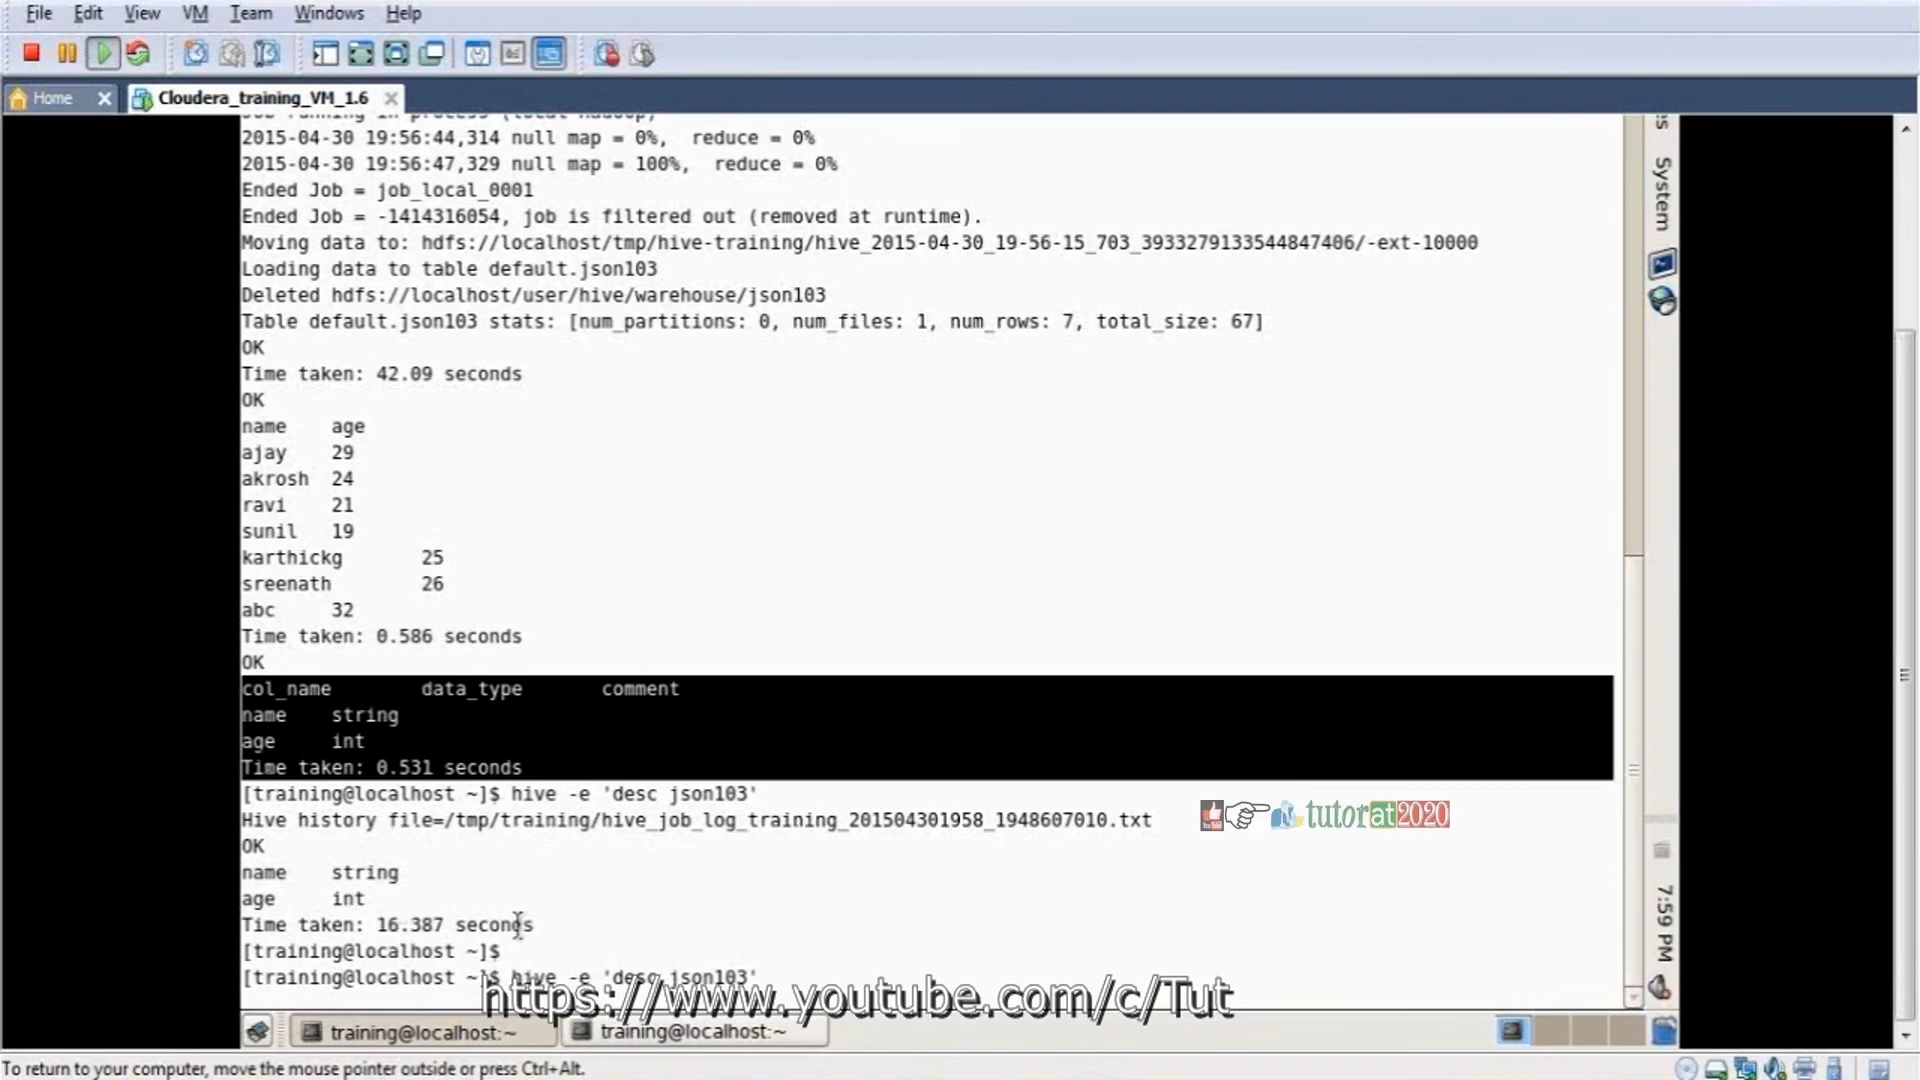 File Edit View VM Team Windows Help
Home
Cloudera_training_VM_1.6
Job running in-process (local Hadoop)
2015-04-30 19:56:44,314 null map = 0%, reduce = 0%
2015-04-30 19:56:47,329 null map = 100%, reduce = 0%
Ended Job = job_local_0001
Ended Job = -1414316054, job is filtered out (removed at runtime).
Moving data to: hdfs://localhost/tmp/hive-training/hive_2015-04-30_19-56-15_703_3933279133544847406/-ext-10000
Loading data to table default.json103
Deleted hdfs://localhost/user/hive/warehouse/json103
Table default.json103 stats: [num_partitions: 0, num_files: 1, num_rows: 7, total_size: 67]
OK
Time taken: 42.09 seconds
OK
name age
ajay 29
akrosh 24
ravi 21
sunil 19
karthickg 25
sreenath 26
abc 32
Time taken: 0.586 seconds
OK
col_name data_type comment
name string
age int
Time taken: 0.531 seconds
[training@localhost ~]$ hive -e 'desc json103'
Hive history file=/tmp/training/hive_job_log_training_201504301958_1948607010.txt
OK
name string
age int
Time taken: 16.387 seconds
[training@localhost ~]$
[training@localhost ~]$ hive -e 'desc json103'
System
7:59 PM
tutorat2020
https://www.youtube.com/c/Tut
training@localhost:~
training@localhost:~
To return to your computer, move the mouse pointer outside or press Ctrl+Alt.